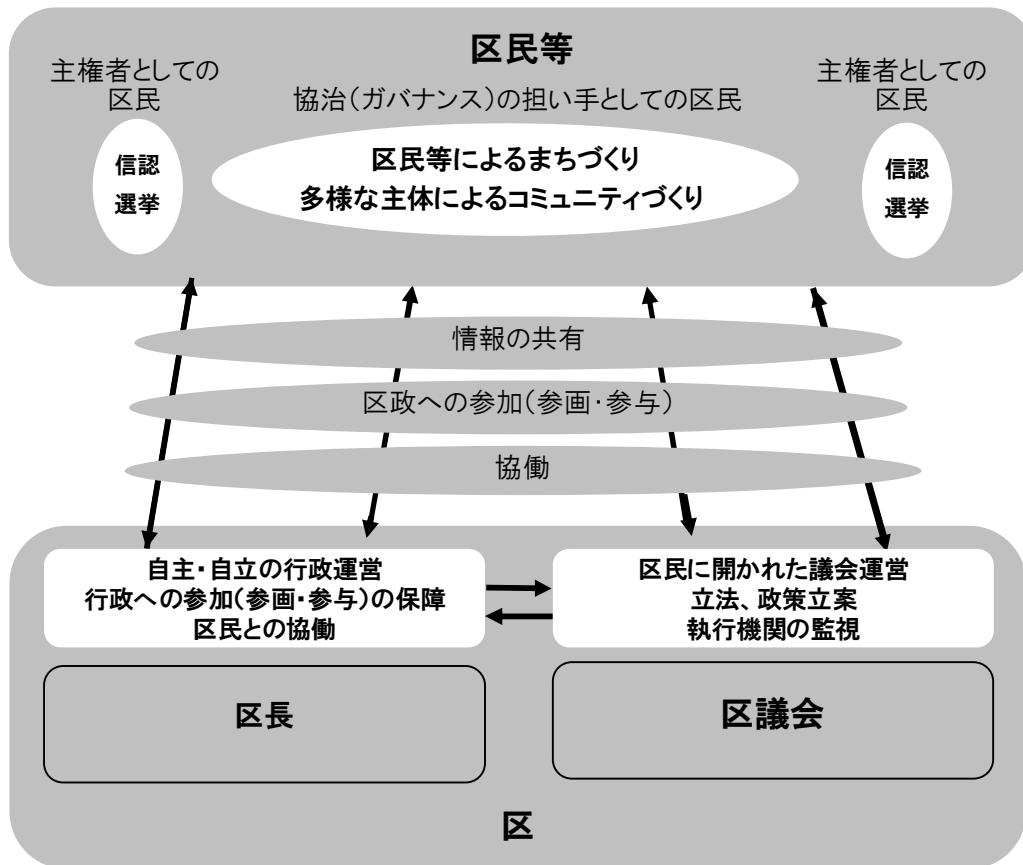 区民等
主権者としての
区民
協治(ガバナンス)の担い手としての区民
主権者としての
区民
信認
選挙
区民等によるまちづくり
多様な主体によるコミュニティづくり
信認
選挙
情報の共有
区政への参加(参画・参与)
協働
自主・自立の行政運営
行政への参加(参画・参与)の保障
区民との協働
区民に開かれた議会運営
立法、政策立案
執行機関の監視
区長
区議会
区